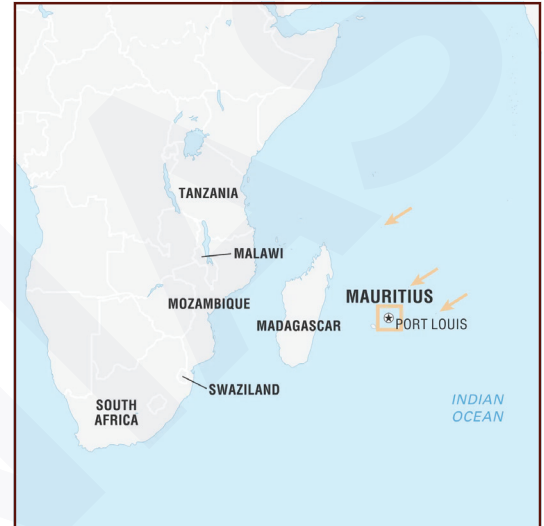 TANZANIA
MALAWI
MOZAMBIQUE
MADAGASCAR
MAURITIUS
PORT LOUIS
SWAZILAND
SOUTH
AFRICA
INDIAN
OCEAN